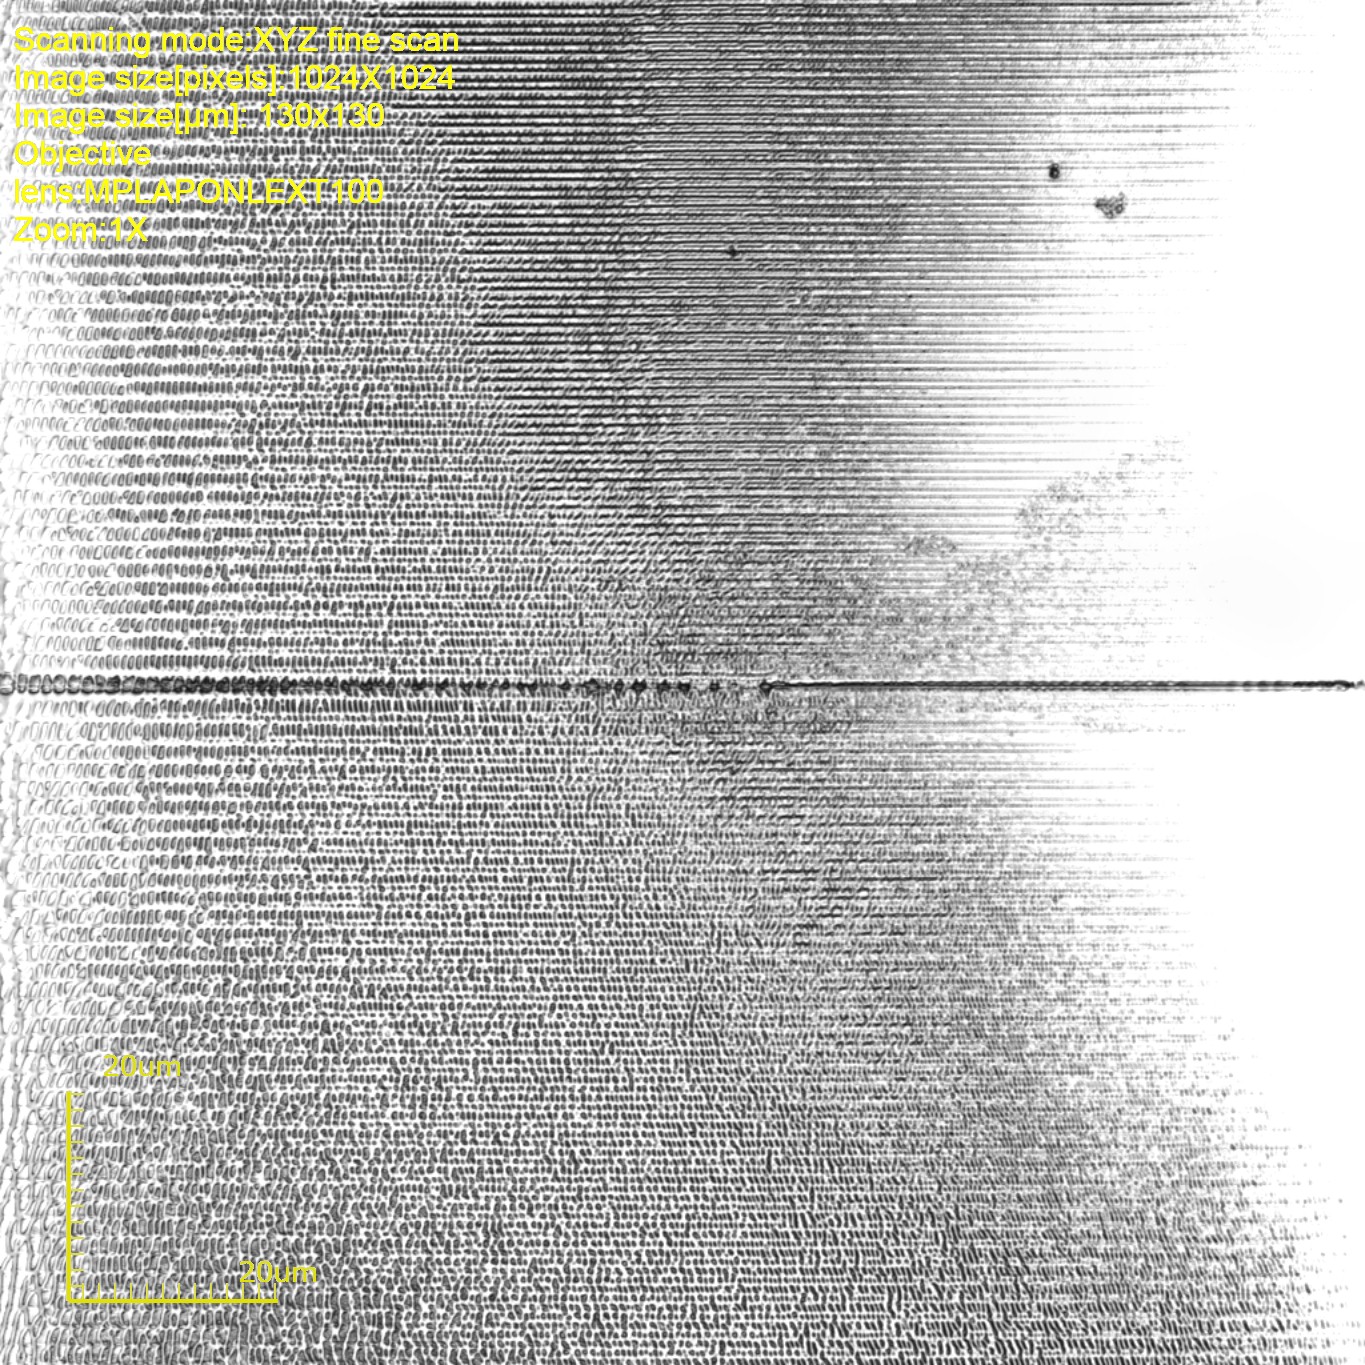 Scanning mode:XYZ fine scan
Image size[pixels]:1024X1024
Image size[µm]: 130x130
Objective
lens:MPLAPONLEXT100
Zoom:1X
20um
20um